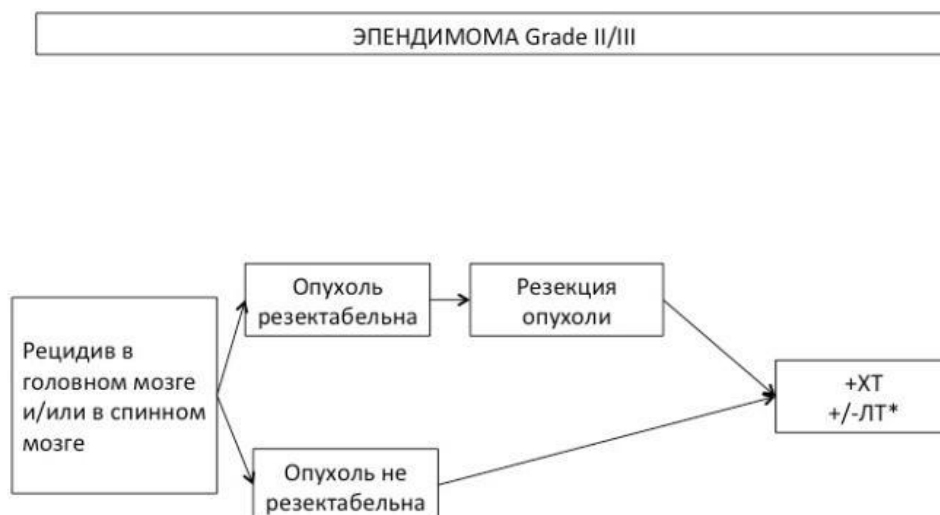 ЭПЕНДИМОМА Grade II/III
Опухоль
резектабельна
Резекция
опухоли
Рецидив в
головном мозге
и/или в спинном
мозге
+ХТ
+/-ЛТ*
Опухоль не
резектабельна